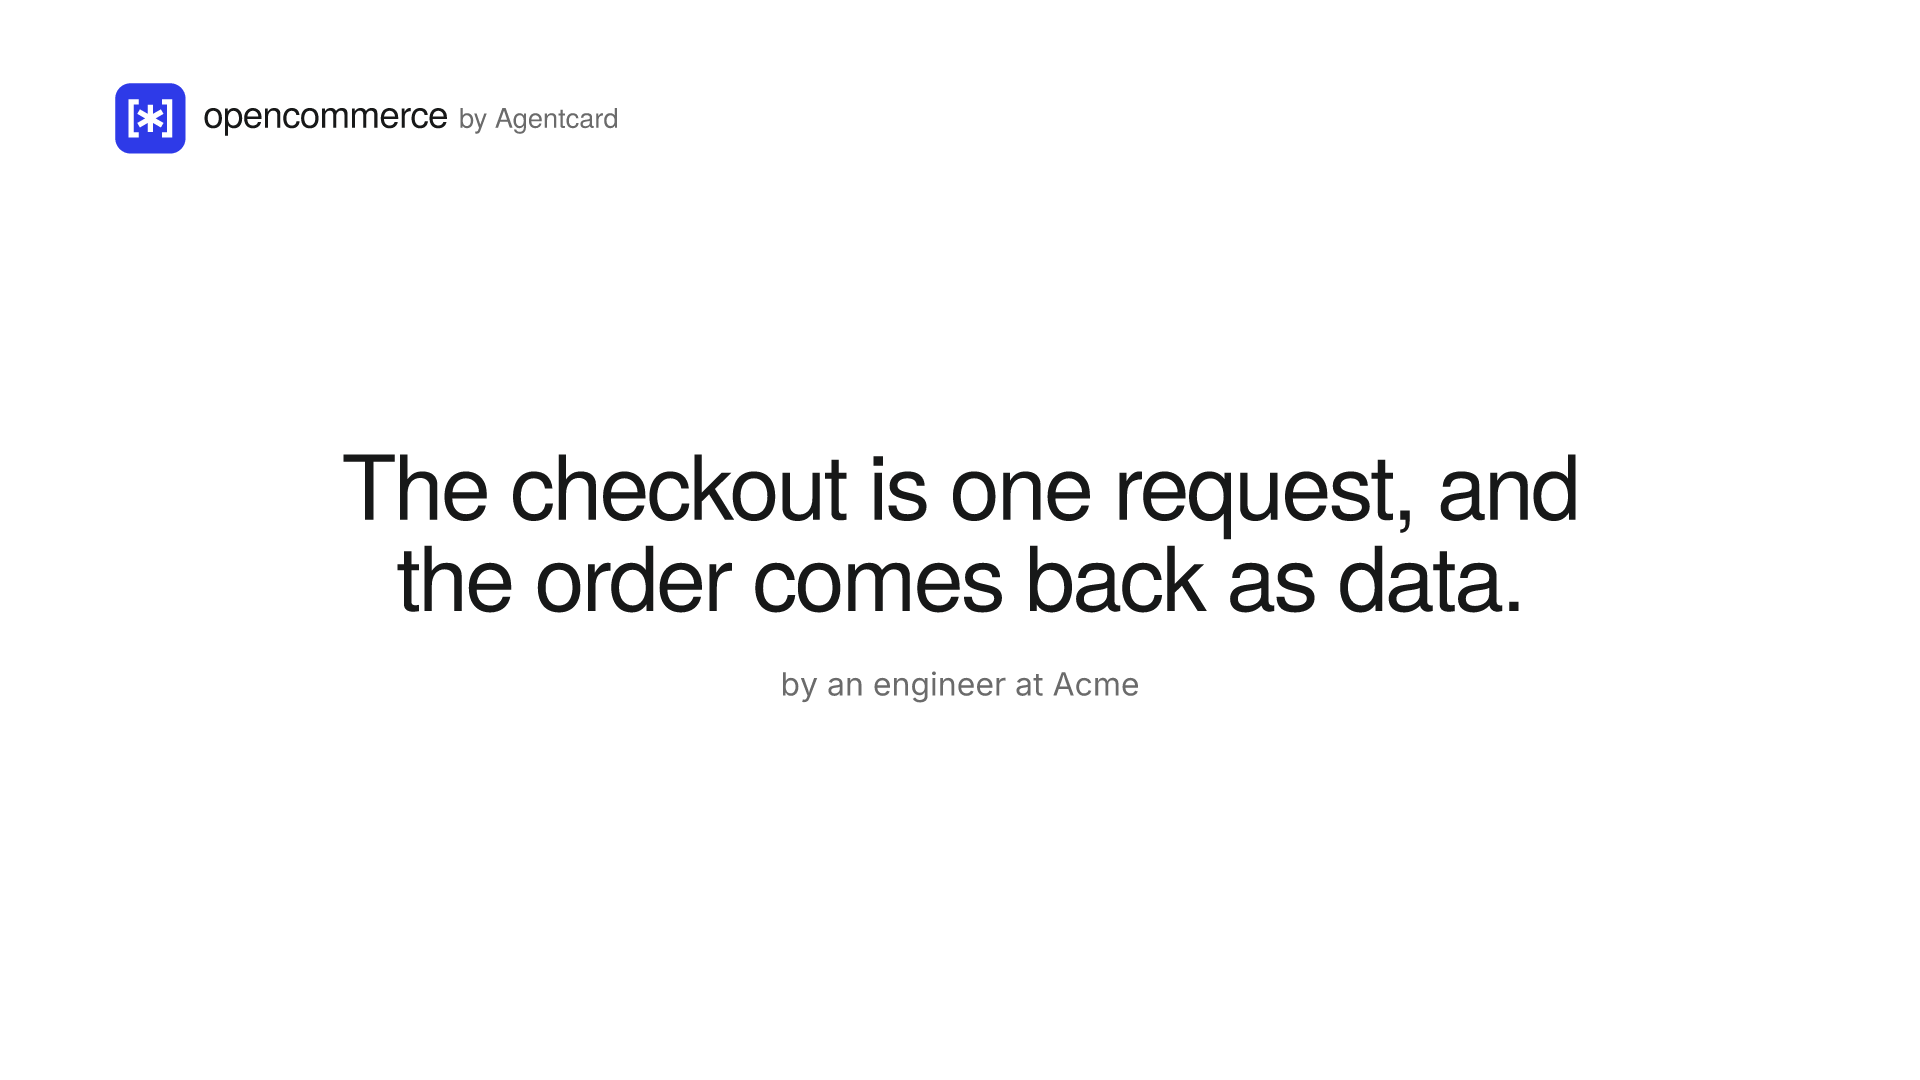 [*] opencommerce by Agentcard
The checkout is one request, and
the order comes back as data.
by an engineer at Acme